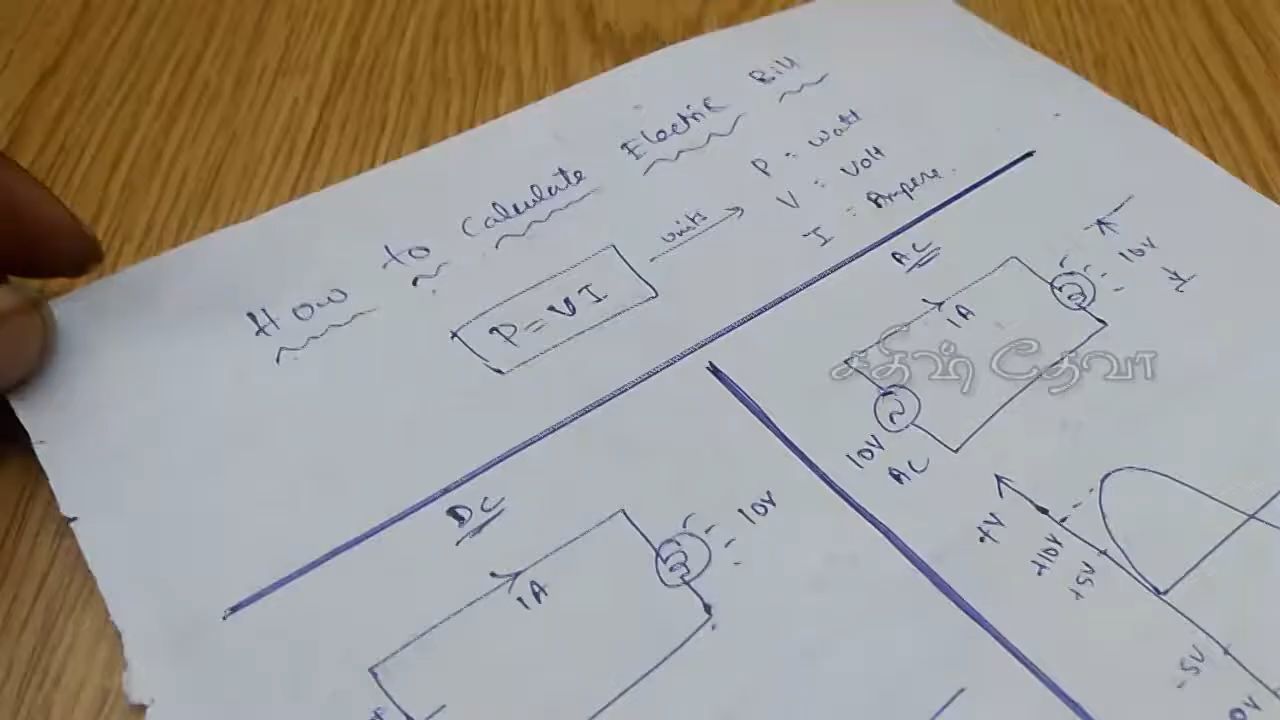 How to Calculate Electric Bill
P = VI
units
P = Watt
V = Volt
I = Ampere.
AC
1A
10V
10V
AC
சதிஷ் தேவா
+V
+10V
+5V
-5V
DC
1A
10V